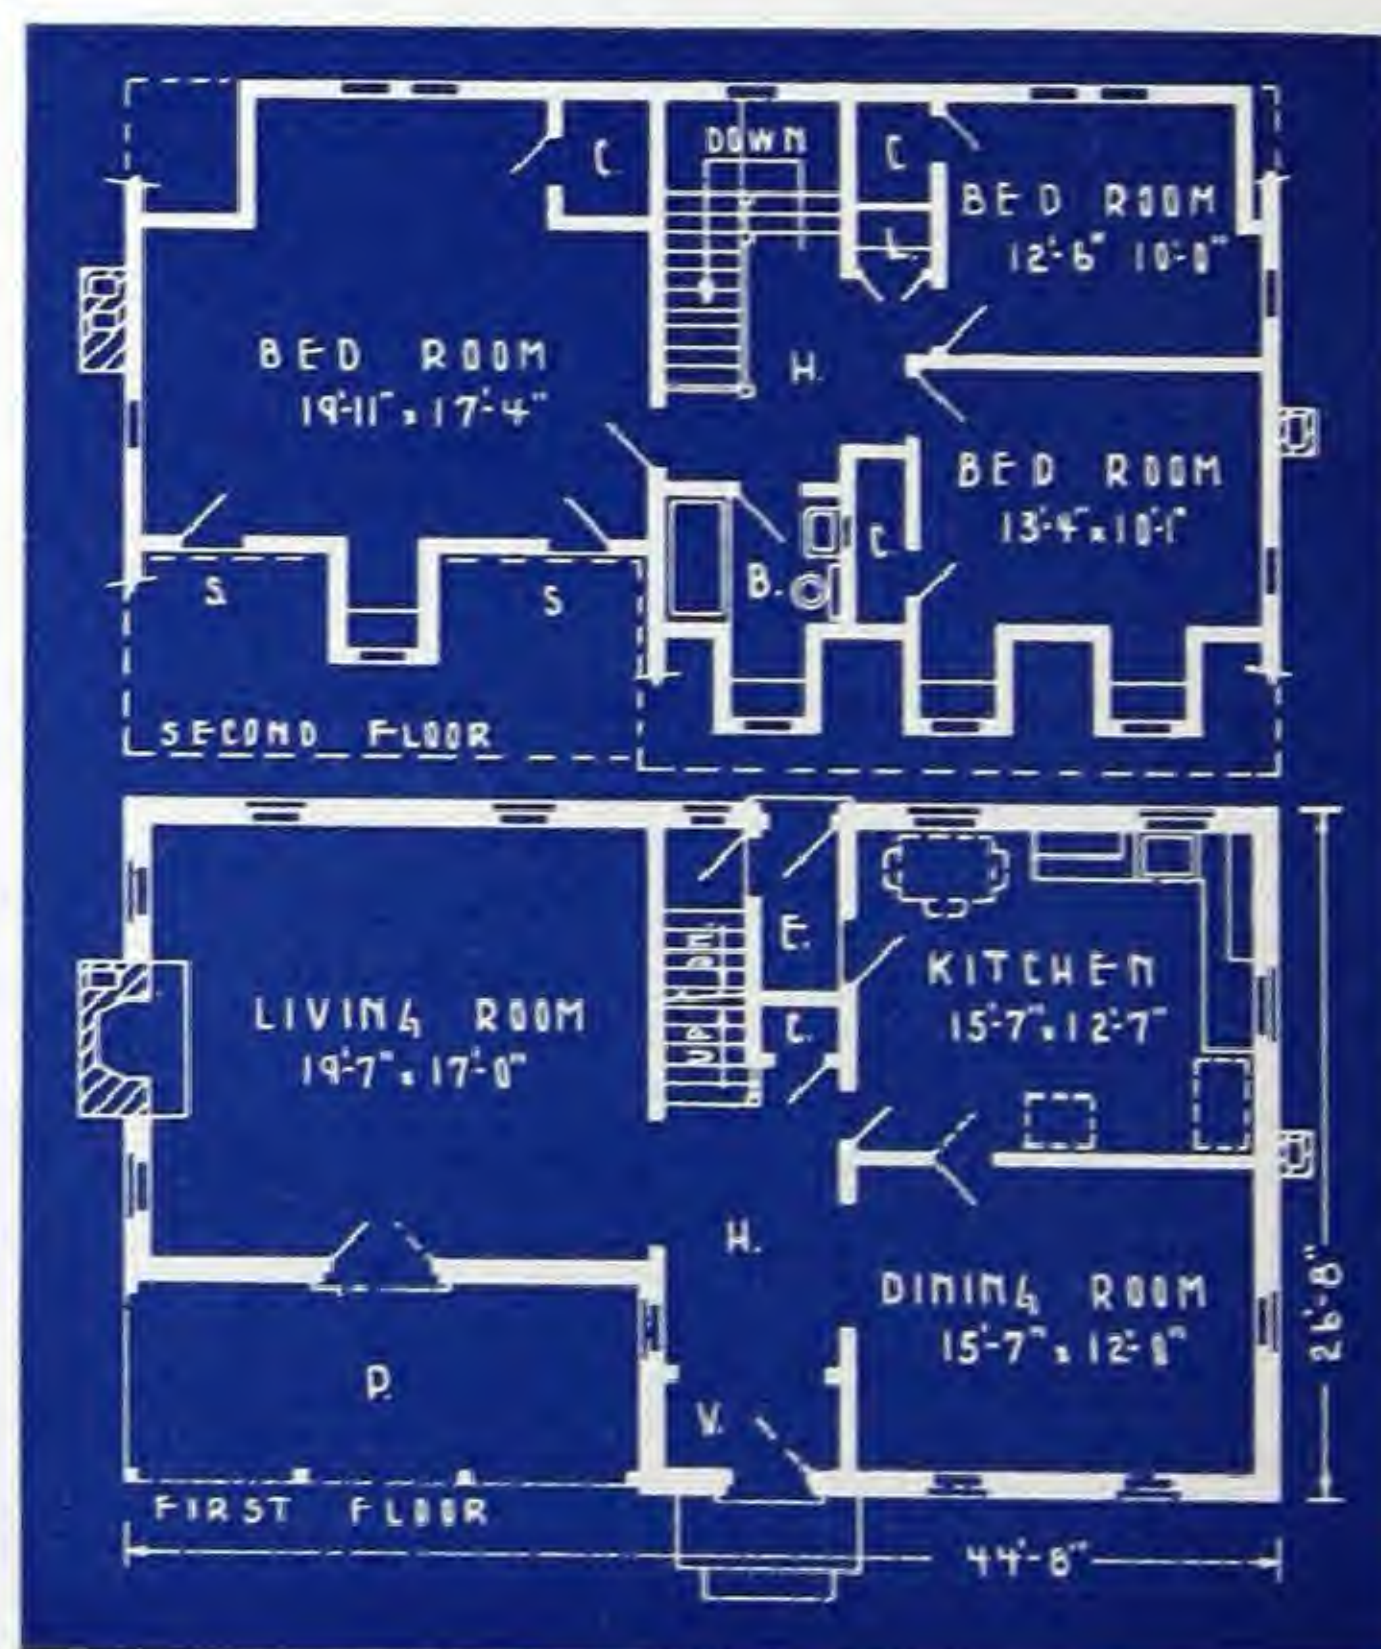 C.
DOWN
C
L.
BED ROOM
12'-6" 10'-0"
BED ROOM
19'-11" x 17'-4"
H.
BED ROOM
13'-4" x 10'-1"
C.
B.
S.
S
SECOND FLOOR
E.
DN.
UP
C.
KITCHEN
15'-7" x 12'-7"
LIVING ROOM
19'-7" x 17'-0"
H.
DINING ROOM
15'-7" x 12'-0"
P.
V.
26'-8"
FIRST FLOOR
44'-8"